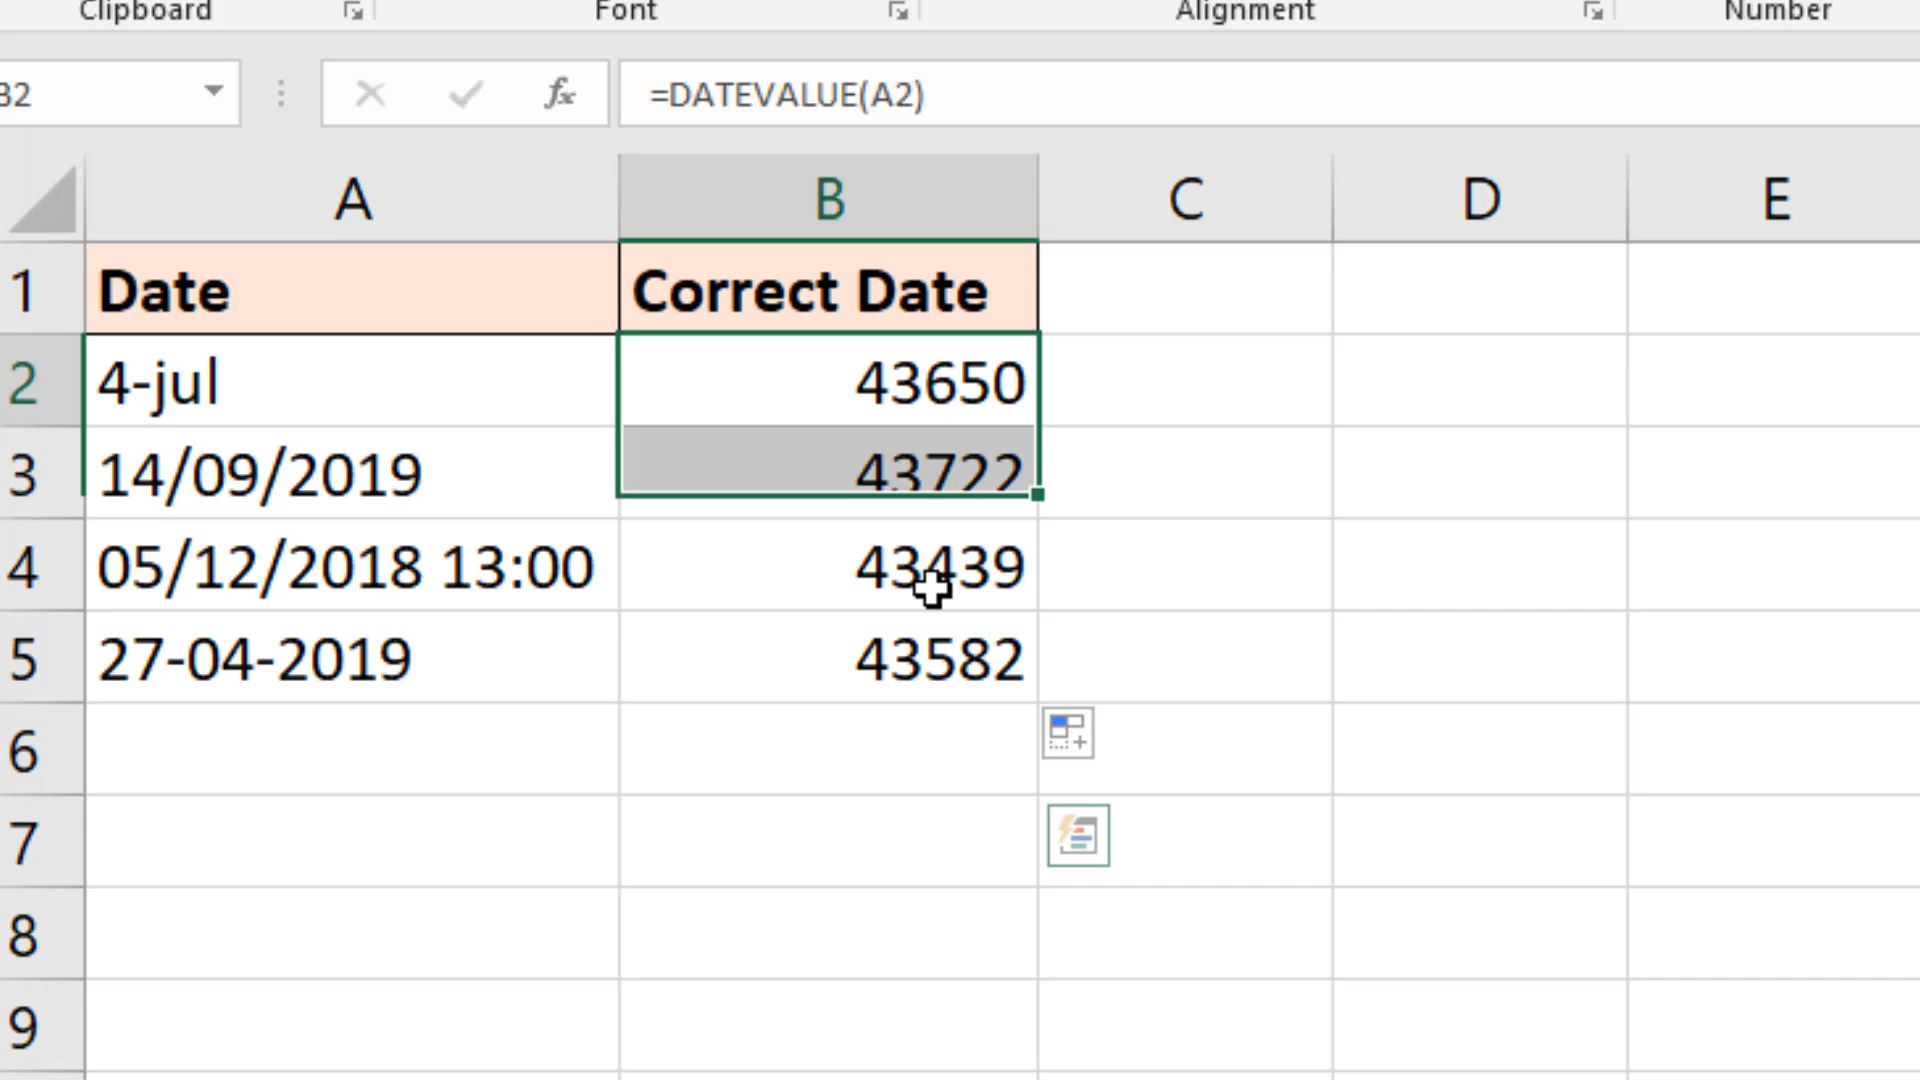 Clipboard Font Alignment Number
B2 fx =DATEVALUE(A2)
A B C D E
1 Date Correct Date
2 4-jul 43650
3 14/09/2019 43722
4 05/12/2018 13:00 43439
5 27-04-2019 43582
6
7
8
9